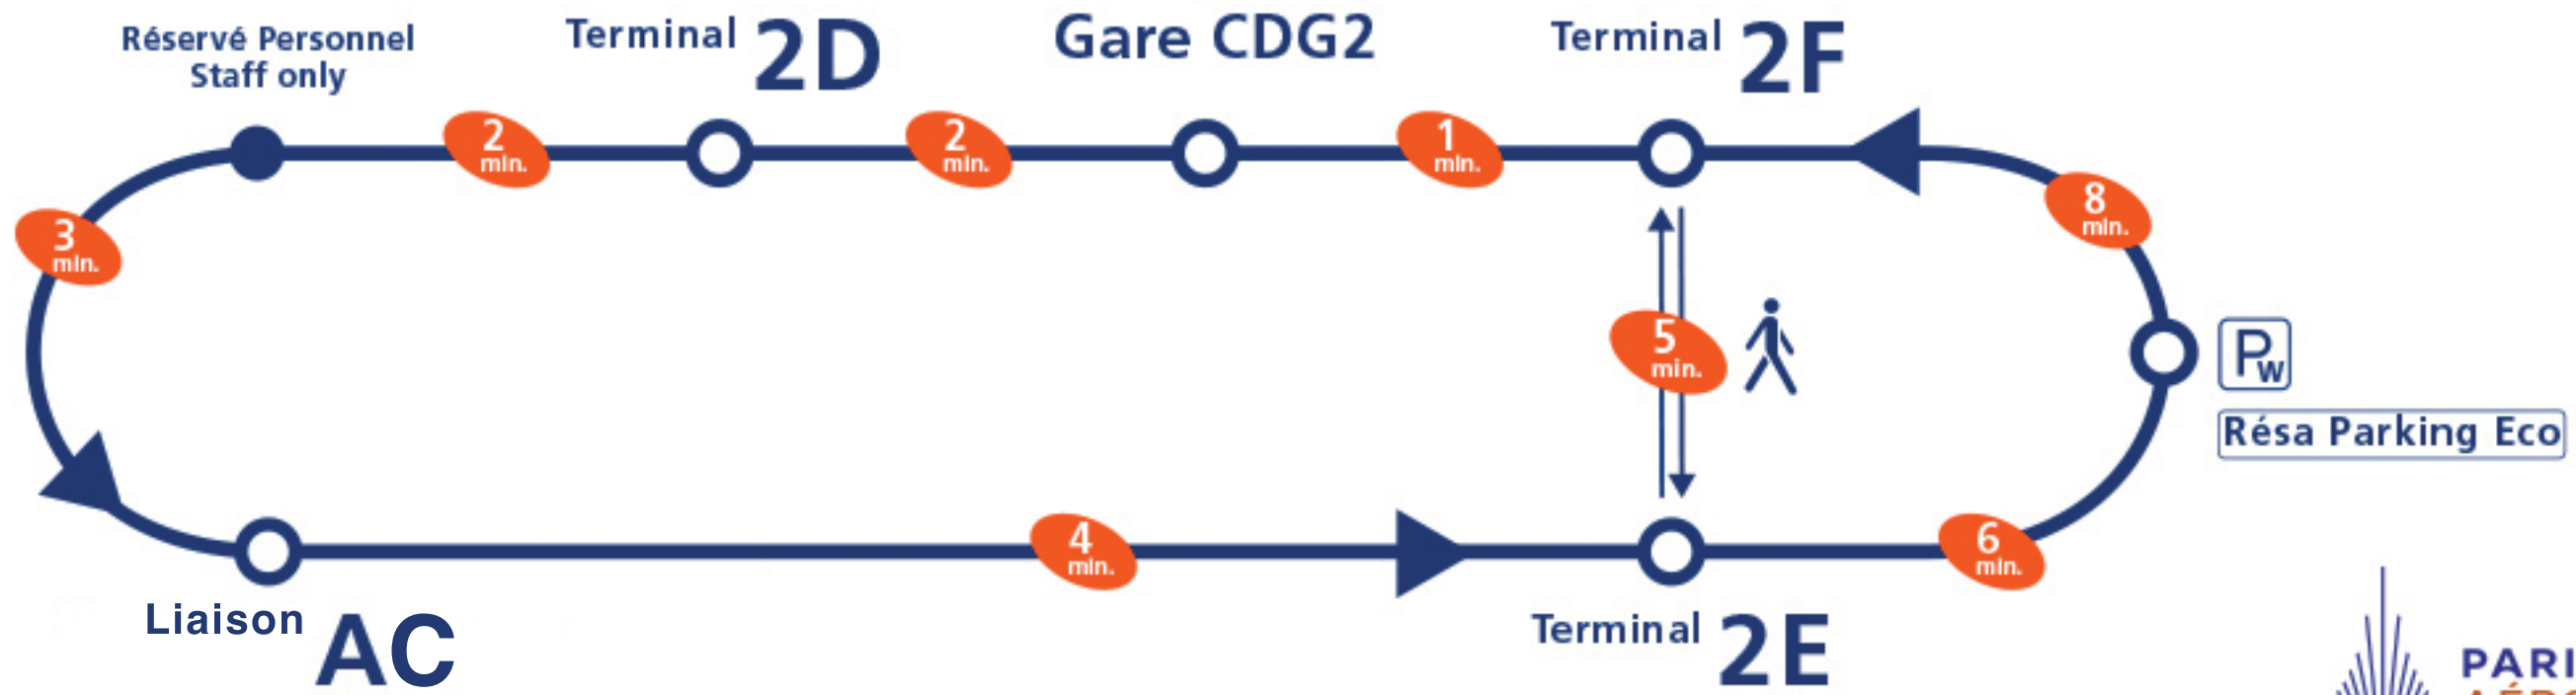 Réservé Personnel
Staff only
Terminal 2D
Gare CDG2
Terminal 2F
2 min.
2 min.
1 min.
8 min.
3 min.
5 min.
PW
Résa Parking Eco
4 min.
6 min.
Liaison AC
Terminal 2E